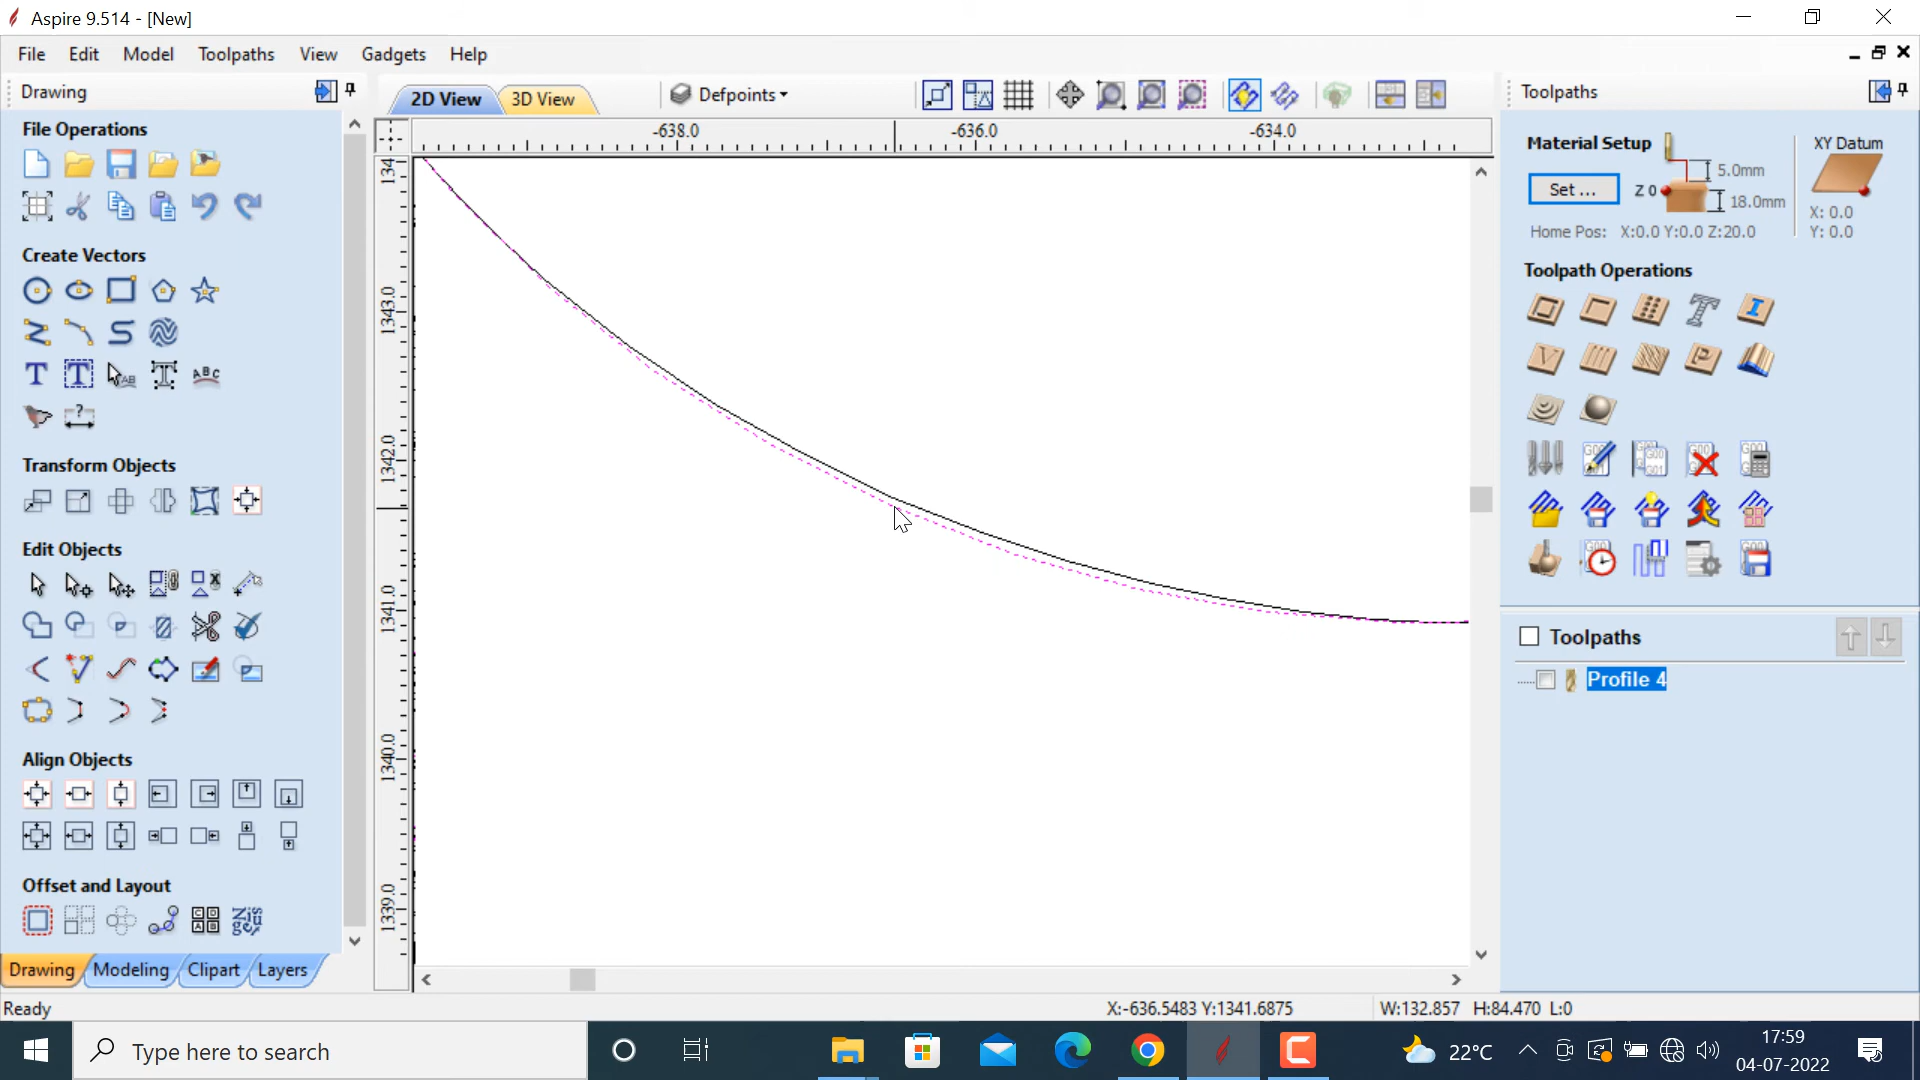 Aspire 9.514 - [New]
File Edit Model Toolpaths View Gadgets Help
Drawing
2D View 3D View Defpoints
Toolpaths
File Operations
Create Vectors
Transform Objects
Edit Objects
Align Objects
Offset and Layout
Drawing Modeling Clipart Layers
-638.0 -636.0 -634.0
134
1343.0
1342.0
1341.0
1340.0
1339.0
Material Setup
Set ...
Z 0
5.0mm
18.0mm
XY Datum
X: 0.0
Y: 0.0
Home Pos: X:0.0 Y:0.0 Z:20.0
Toolpath Operations
Toolpaths
Profile 4
Ready
X:-636.5483 Y:1341.6875
W:132.857 H:84.470 L:0
Type here to search
22°C
17:59
04-07-2022